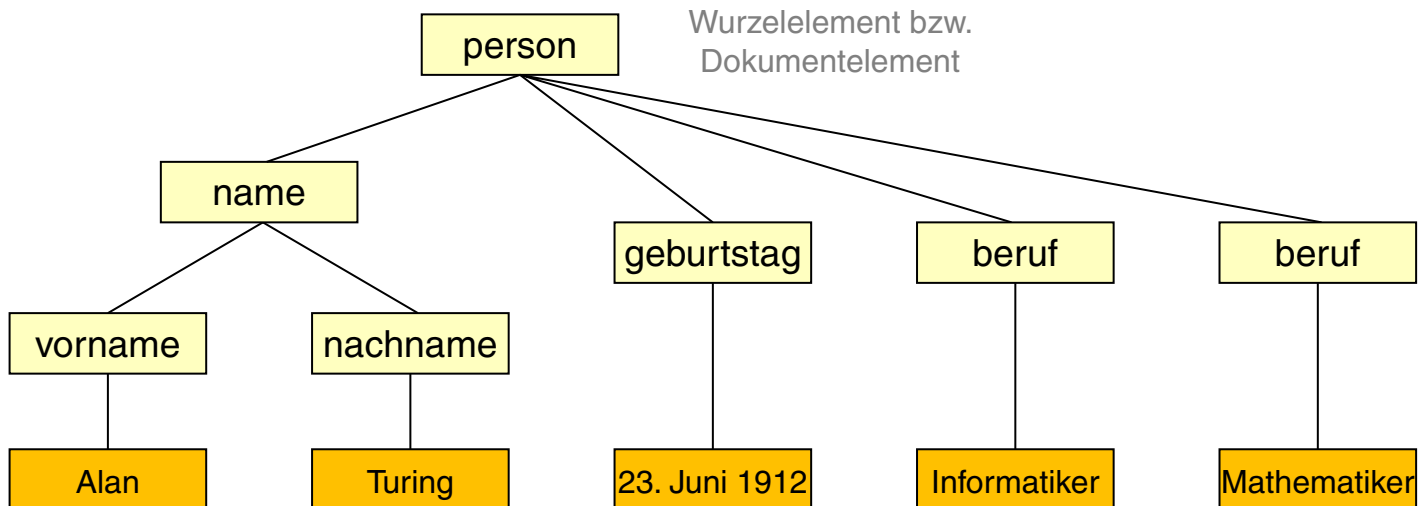 person
Wurzelelement bzw.
Dokumentelement
name
geburtstag
beruf
beruf
vorname
nachname
Alan
Turing
23. Juni 1912
Informatiker
Mathematiker